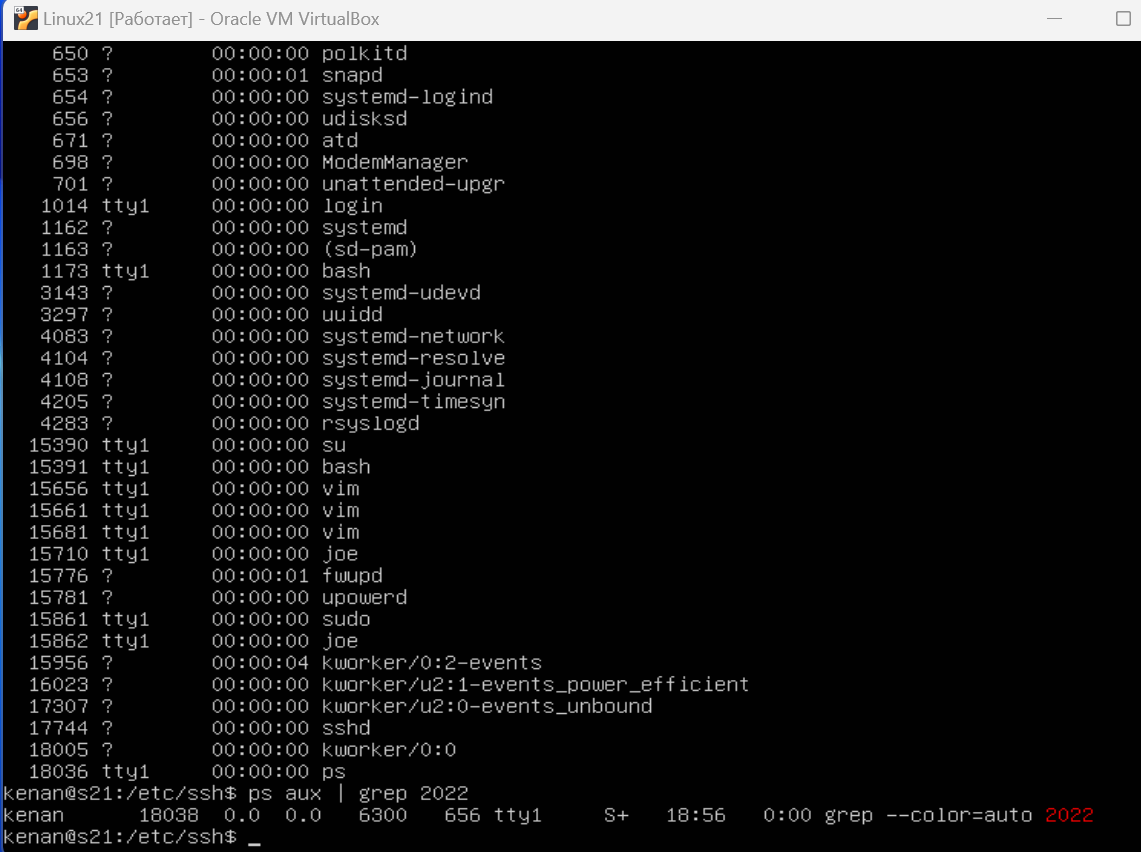 Linux21 [Работает] - Oracle VM VirtualBox
650 ? 00:00:00 polkitd
653 ? 00:00:01 snapd
654 ? 00:00:00 systemd-logind
656 ? 00:00:00 udisksd
671 ? 00:00:00 atd
698 ? 00:00:00 ModemManager
701 ? 00:00:00 unattended-upgr
1014 tty1 00:00:00 login
1162 ? 00:00:00 systemd
1163 ? 00:00:00 (sd-pam)
1173 tty1 00:00:00 bash
3143 ? 00:00:00 systemd-udevd
3297 ? 00:00:00 uuidd
4083 ? 00:00:00 systemd-network
4104 ? 00:00:00 systemd-resolve
4108 ? 00:00:00 systemd-journal
4205 ? 00:00:00 systemd-timesyn
4283 ? 00:00:00 rsyslogd
15390 tty1 00:00:00 su
15391 tty1 00:00:00 bash
15656 tty1 00:00:00 vim
15661 tty1 00:00:00 vim
15681 tty1 00:00:00 vim
15710 tty1 00:00:00 joe
15776 ? 00:00:01 fwupd
15781 ? 00:00:00 upowerd
15861 tty1 00:00:00 sudo
15862 tty1 00:00:00 joe
15956 ? 00:00:04 kworker/0:2-events
16023 ? 00:00:00 kworker/u2:1-events_power_efficient
17307 ? 00:00:00 kworker/u2:0-events_unbound
17744 ? 00:00:00 sshd
18005 ? 00:00:00 kworker/0:0
18036 tty1 00:00:00 ps
kenan@s21:/etc/ssh$ ps aux | grep 2022
kenan 18038 0.0 0.0 6300 656 tty1 S+ 18:56 0:00 grep --color=auto 2022
kenan@s21:/etc/ssh$ _